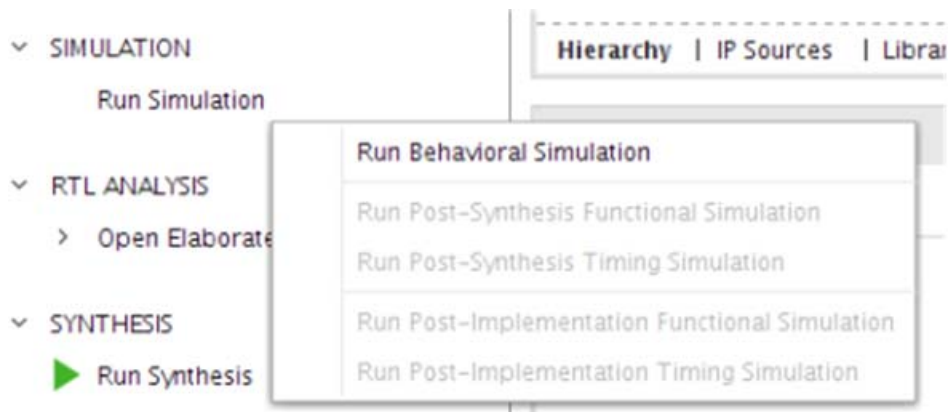 SIMULATION
Run Simulation
RTL ANALYSIS
Open Elaborate
SYNTHESIS
Run Synthesis
Hierarchy | IP Sources | Librar
Run Behavioral Simulation
Run Post-Synthesis Functional Simulation
Run Post-Synthesis Timing Simulation
Run Post-Implementation Functional Simulation
Run Post-Implementation Timing Simulation